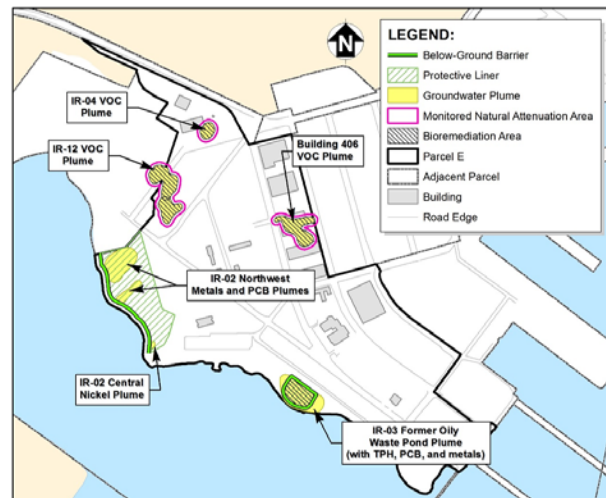 N
LEGEND:
Below-Ground Barrier
Protective Liner
Groundwater Plume
Monitored Natural Attenuation Area
Bioremediation Area
Parcel E
Adjacent Parcel
Building
Road Edge
IR-04 VOC
Plume
IR-12 VOC
Plume
Building 406
VOC Plume
IR-02 Northwest
Metals and PCB Plumes
IR-02 Central
Nickel Plume
IR-03 Former Oily
Waste Pond Plume
(with TPH, PCB, and metals)